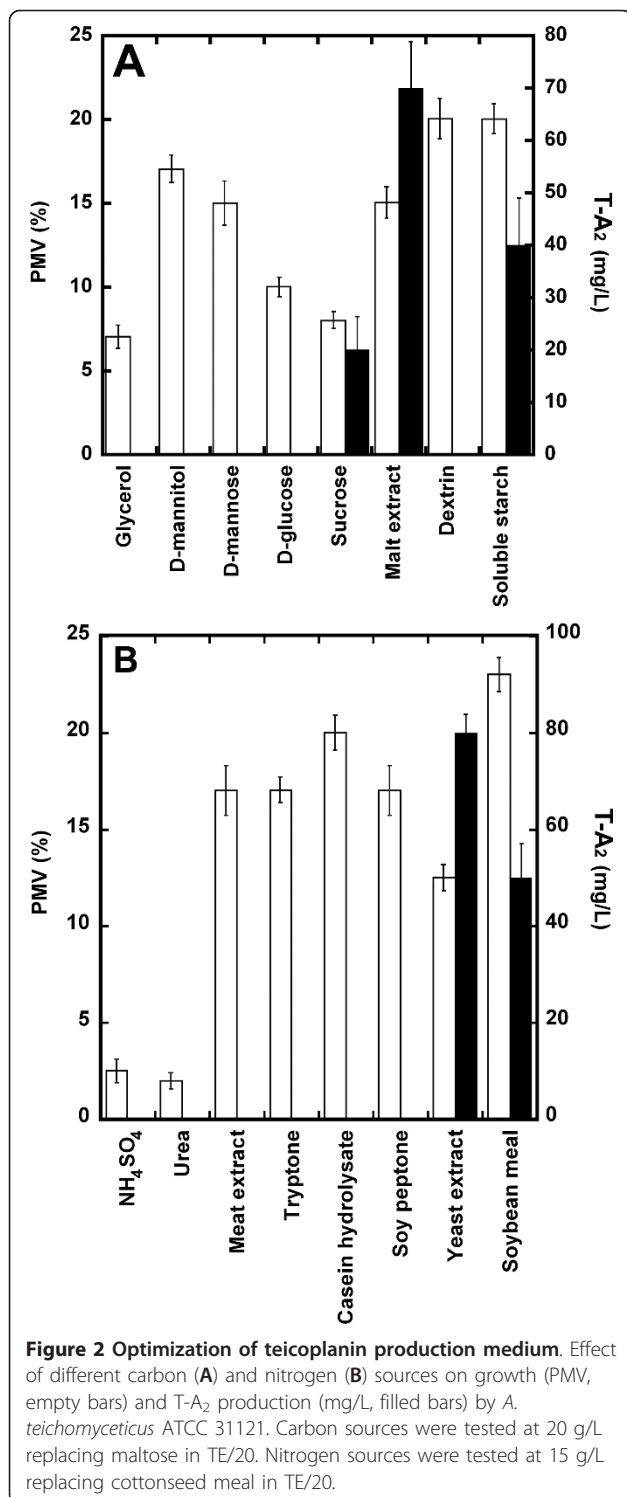 A
PMV (%)
25
20
15
10
5
0
T-A₂ (mg/L)
80
70
60
50
40
30
20
10
0
Glycerol
D-mannitol
D-mannose
D-glucose
Sucrose
Malt extract
Dextrin
Soluble starch
B
PMV (%)
25
20
15
10
5
0
T-A₂ (mg/L)
100
80
60
40
20
0
NH₄SO₄
Urea
Meat extract
Tryptone
Casein hydrolysate
Soy peptone
Yeast extract
Soybean meal
Figure 2 Optimization of teicoplanin production medium. Effect
of different carbon (A) and nitrogen (B) sources on growth (PMV,
empty bars) and T-A₂ production (mg/L, filled bars) by A.
teichomyceticus ATCC 31121. Carbon sources were tested at 20 g/L
replacing maltose in TE/20. Nitrogen sources were tested at 15 g/L
replacing cottonseed meal in TE/20.